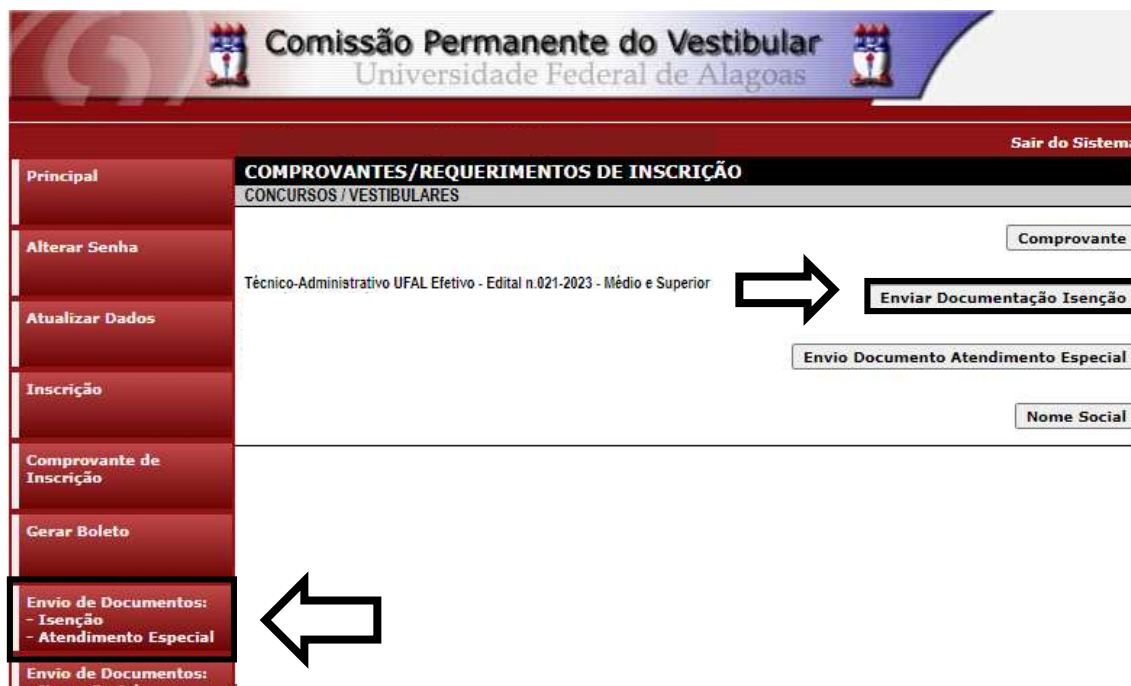 Comissão Permanente do Vestibular
Universidade Federal de Alagoas
Sair do Sistema
Principal
Alterar Senha
Atualizar Dados
Inscrição
Comprovante de
Inscrição
Gerar Boleto
Envio de Documentos:
- Isenção
- Atendimento Especial
Envio de Documentos:
COMPROVANTES/REQUERIMENTOS DE INSCRIÇÃO
CONCURSOS / VESTIBULARES
Comprovante
Técnico-Administrativo UFAL Efetivo - Edital n.021-2023 - Médio e Superior
Enviar Documentação Isenção
Envio Documento Atendimento Especial
Nome Social